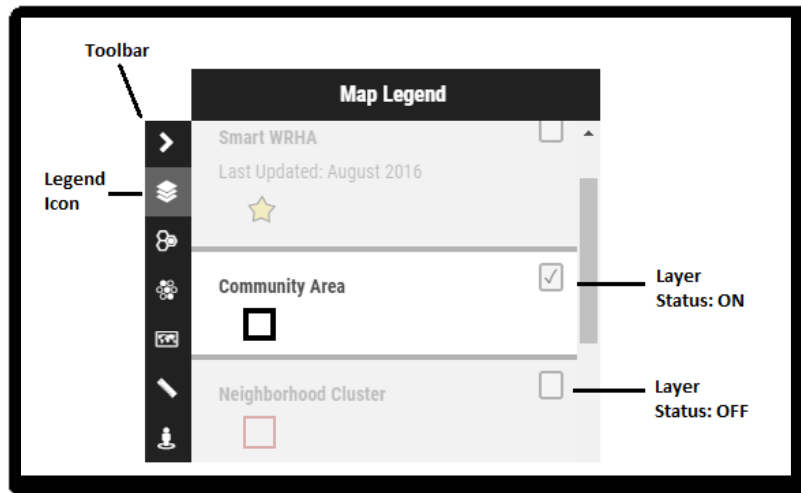 Toolbar
Map Legend
Smart WRHA
Last Updated: August 2016
Legend
Icon
Community Area
Layer
Status: ON
Neighborhood Cluster
Layer
Status: OFF